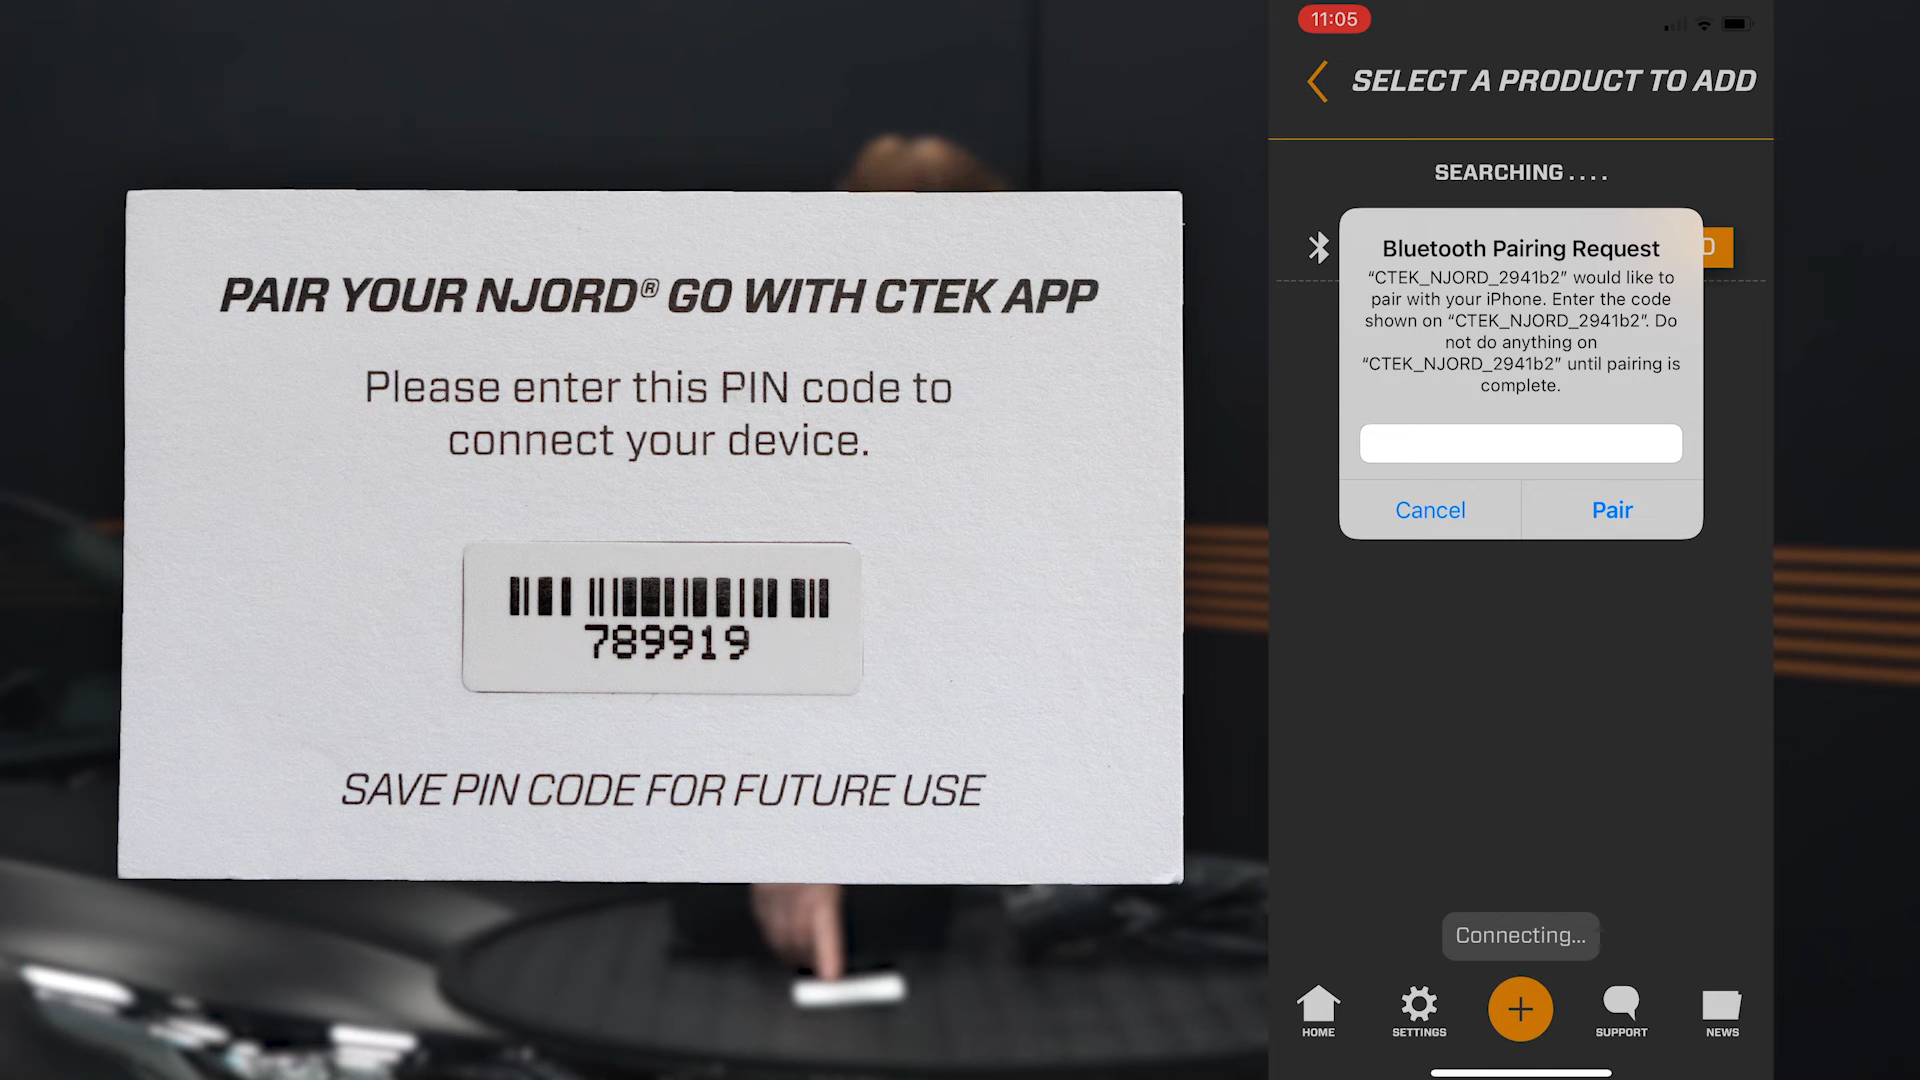 PAIR YOUR NJORD® GO WITH CTEK APP
Please enter this PIN code to
connect your device.
789919
SAVE PIN CODE FOR FUTURE USE
11:05
SELECT A PRODUCT TO ADD
SEARCHING . . . .
Bluetooth Pairing Request
“CTEK_NJORD_2941b2” would like to
pair with your iPhone. Enter the code
shown on “CTEK_NJORD_2941b2”. Do
not do anything on
“CTEK_NJORD_2941b2” until pairing is
complete.
Cancel
Pair
Connecting...
HOME
SETTINGS
SUPPORT
NEWS